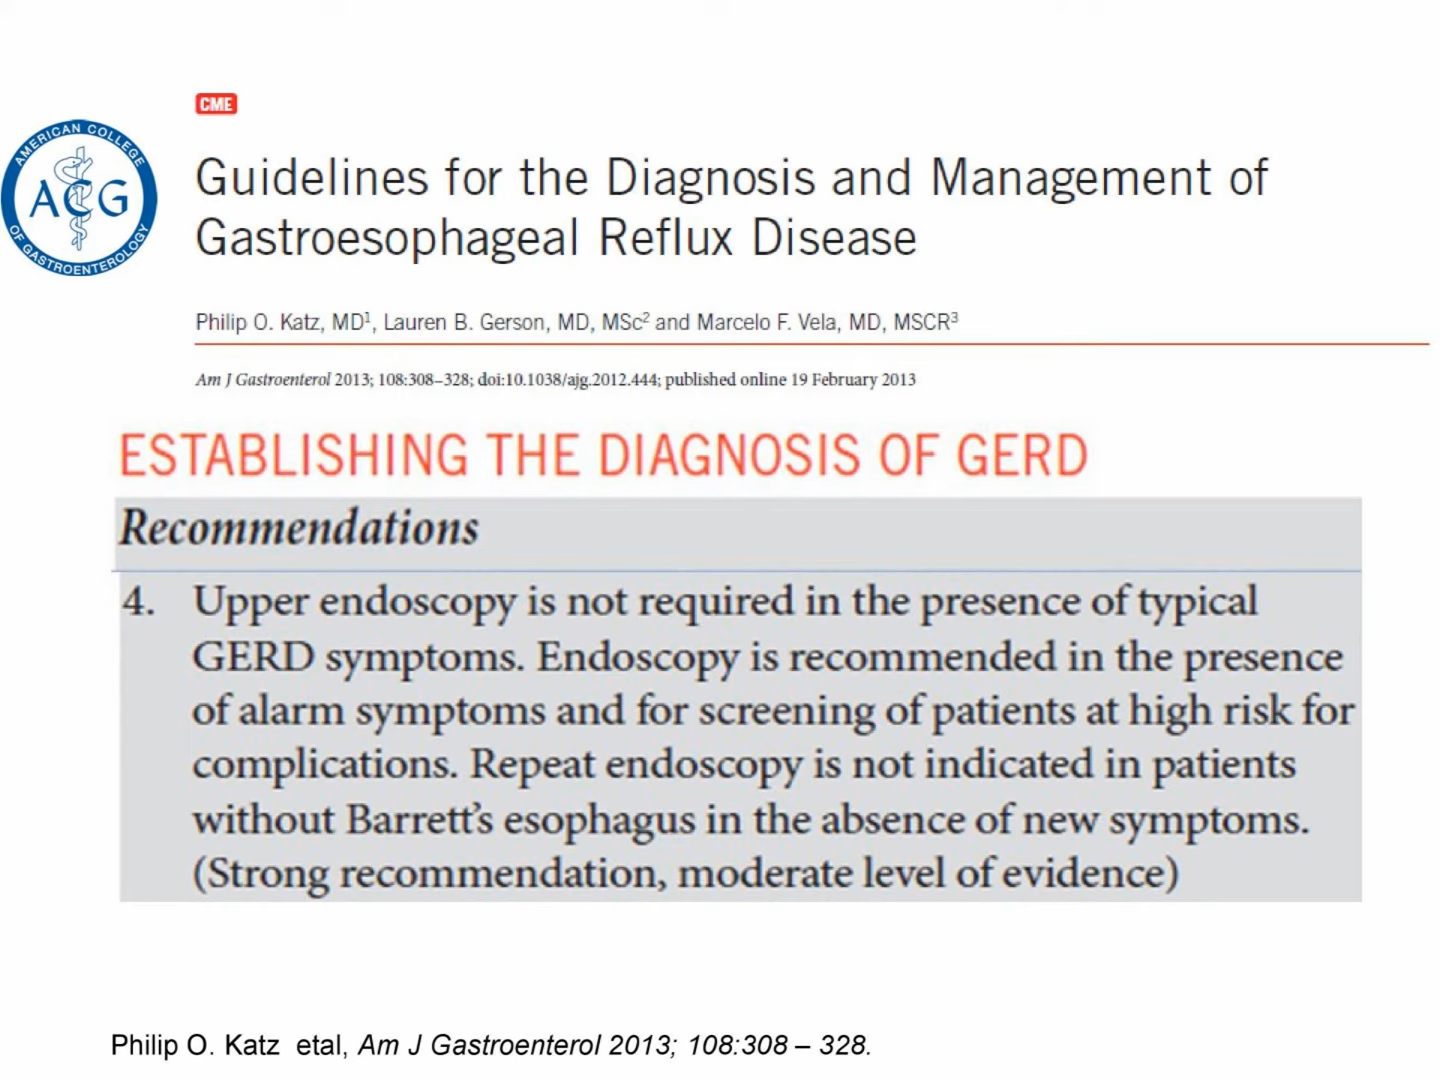 CME
AMERICAN COLLEGE
ACG
OF GASTROENTEROLOGY
Guidelines for the Diagnosis and Management of
Gastroesophageal Reflux Disease
Philip O. Katz, MD¹, Lauren B. Gerson, MD, MSc² and Marcelo F. Vela, MD, MSCR³
Am J Gastroenterol 2013; 108:308–328; doi:10.1038/ajg.2012.444; published online 19 February 2013
ESTABLISHING THE DIAGNOSIS OF GERD
Recommendations
4. Upper endoscopy is not required in the presence of typical
GERD symptoms. Endoscopy is recommended in the presence
of alarm symptoms and for screening of patients at high risk for
complications. Repeat endoscopy is not indicated in patients
without Barrett’s esophagus in the absence of new symptoms.
(Strong recommendation, moderate level of evidence)
Philip O. Katz etal, Am J Gastroenterol 2013; 108:308 – 328.